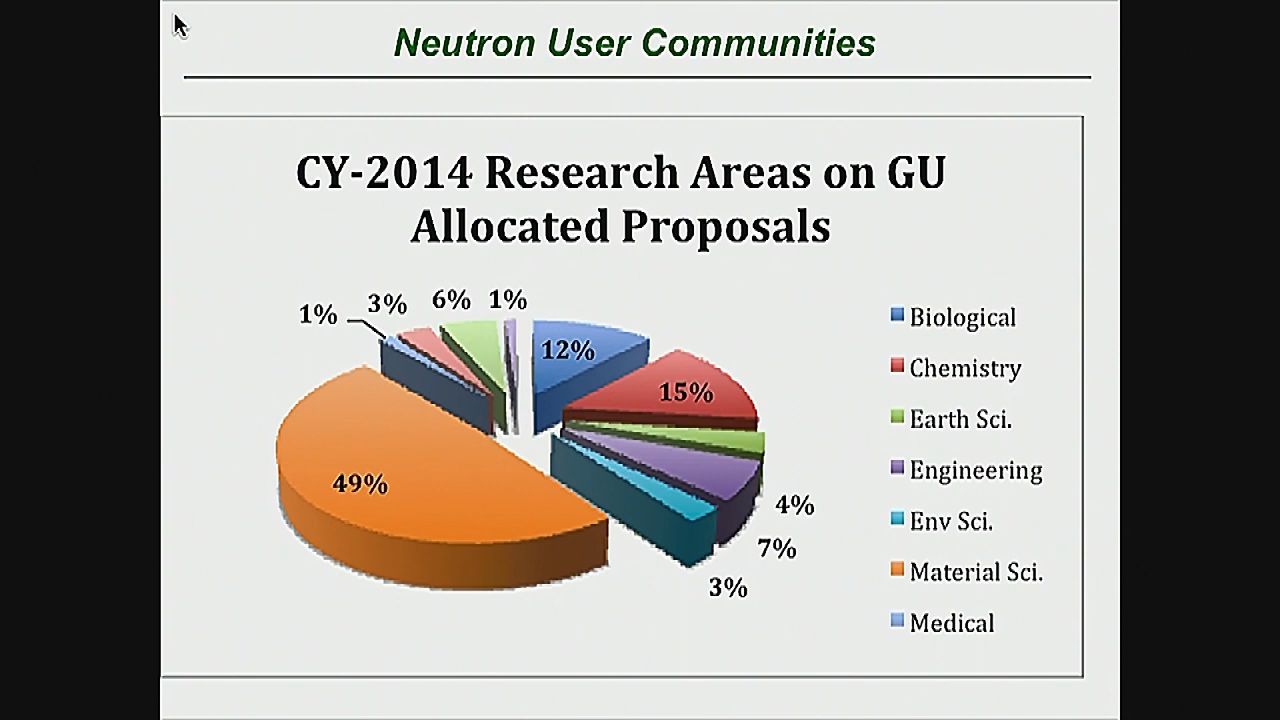 Neutron User Communities
CY-2014 Research Areas on GU
Allocated Proposals
1%
3%
6%
1%
12%
15%
49%
4%
7%
3%
Biological
Chemistry
Earth Sci.
Engineering
Env Sci.
Material Sci.
Medical